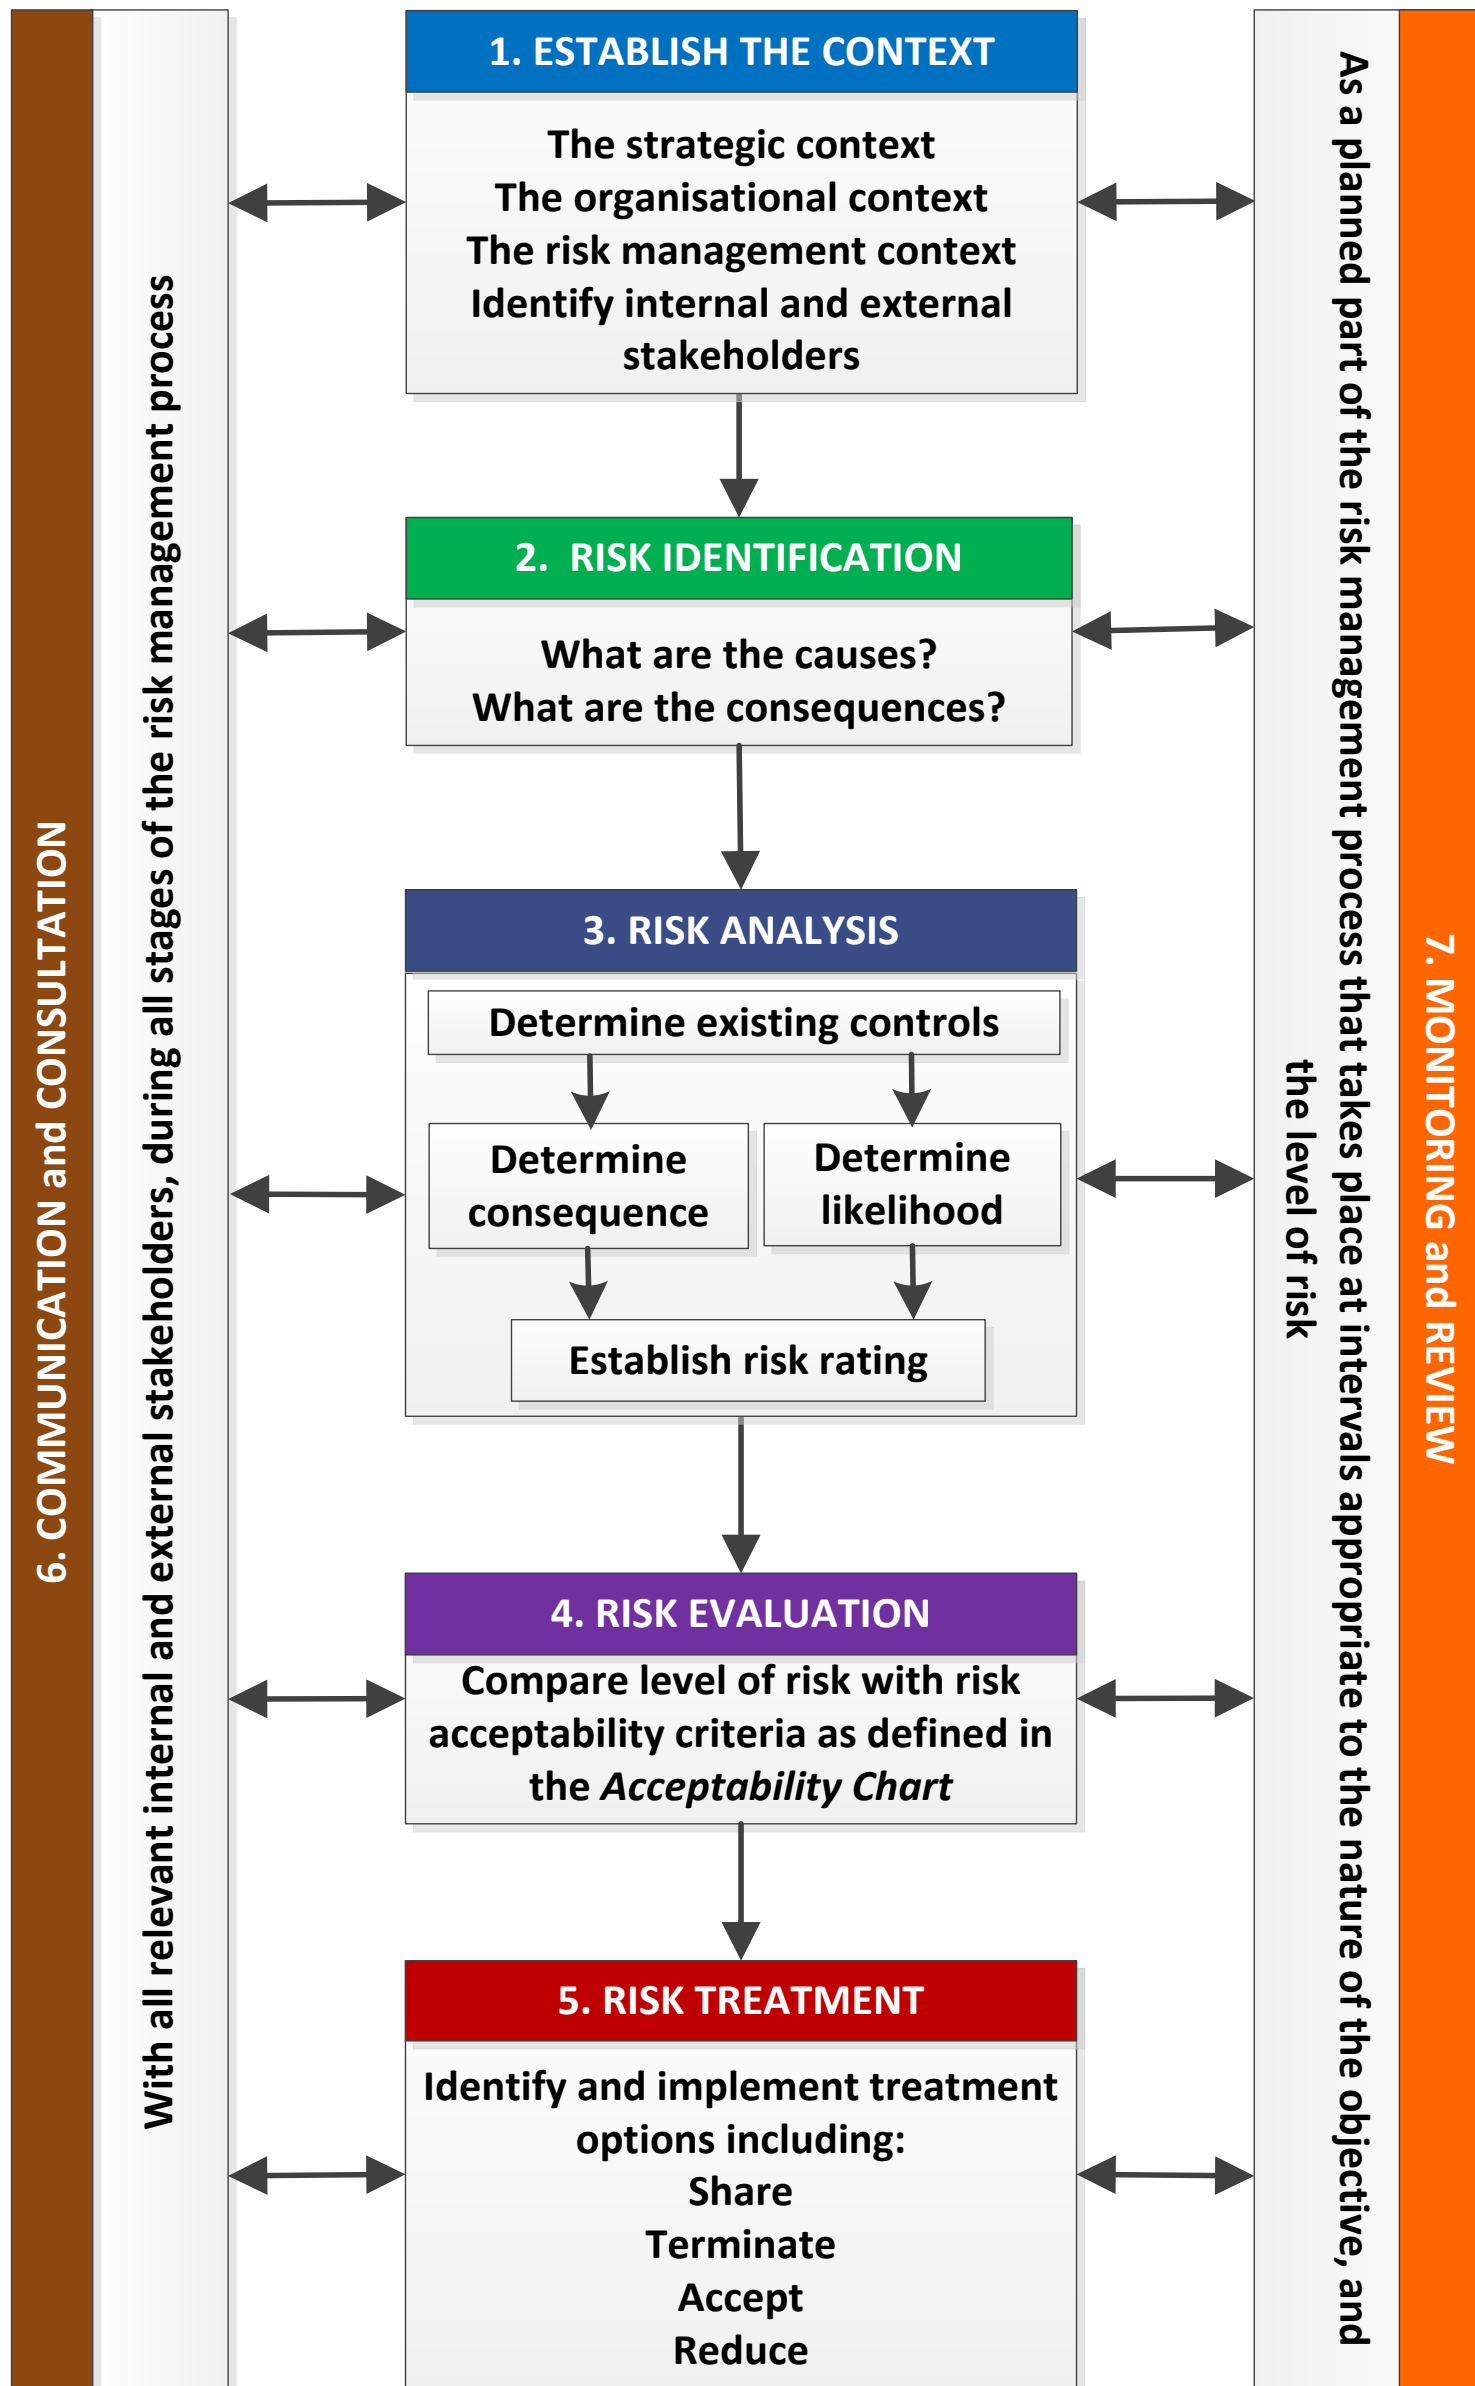 6. COMMUNICATION and CONSULTATION
With all relevant internal and external stakeholders, during all stages of the risk management process
1. ESTABLISH THE CONTEXT
The strategic context
The organisational context
The risk management context
Identify internal and external
stakeholders
2. RISK IDENTIFICATION
What are the causes?
What are the consequences?
3. RISK ANALYSIS
Determine existing controls
Determine
consequence
Determine
likelihood
Establish risk rating
4. RISK EVALUATION
Compare level of risk with risk
acceptability criteria as defined in
the Acceptability Chart
5. RISK TREATMENT
Identify and implement treatment
options including:
Share
Terminate
Accept
Reduce
As a planned part of the risk management process that takes place at intervals appropriate to the nature of the objective, and
the level of risk
7. MONITORING and REVIEW